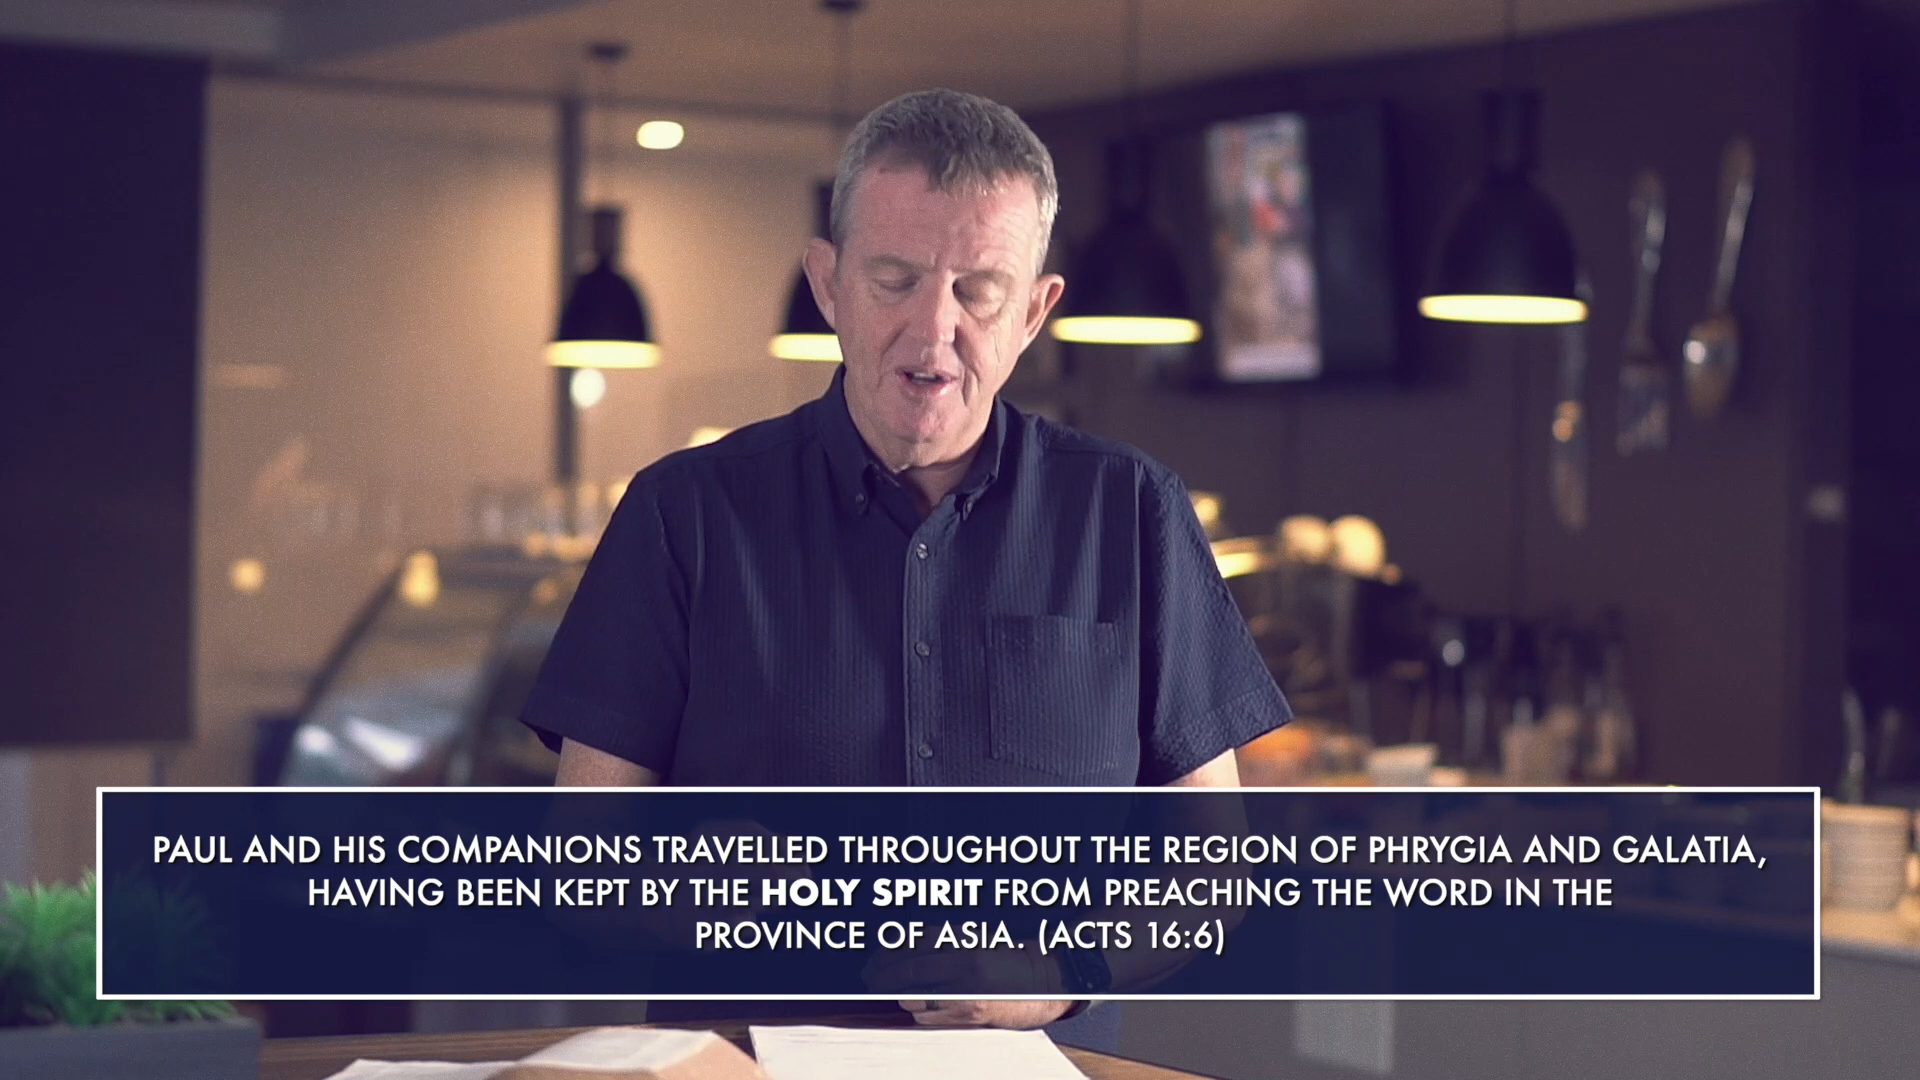 PAUL AND HIS COMPANIONS TRAVELLED THROUGHOUT THE REGION OF PHRYGIA AND GALATIA,
HAVING BEEN KEPT BY THE HOLY SPIRIT FROM PREACHING THE WORD IN THE
PROVINCE OF ASIA. (ACTS 16:6)